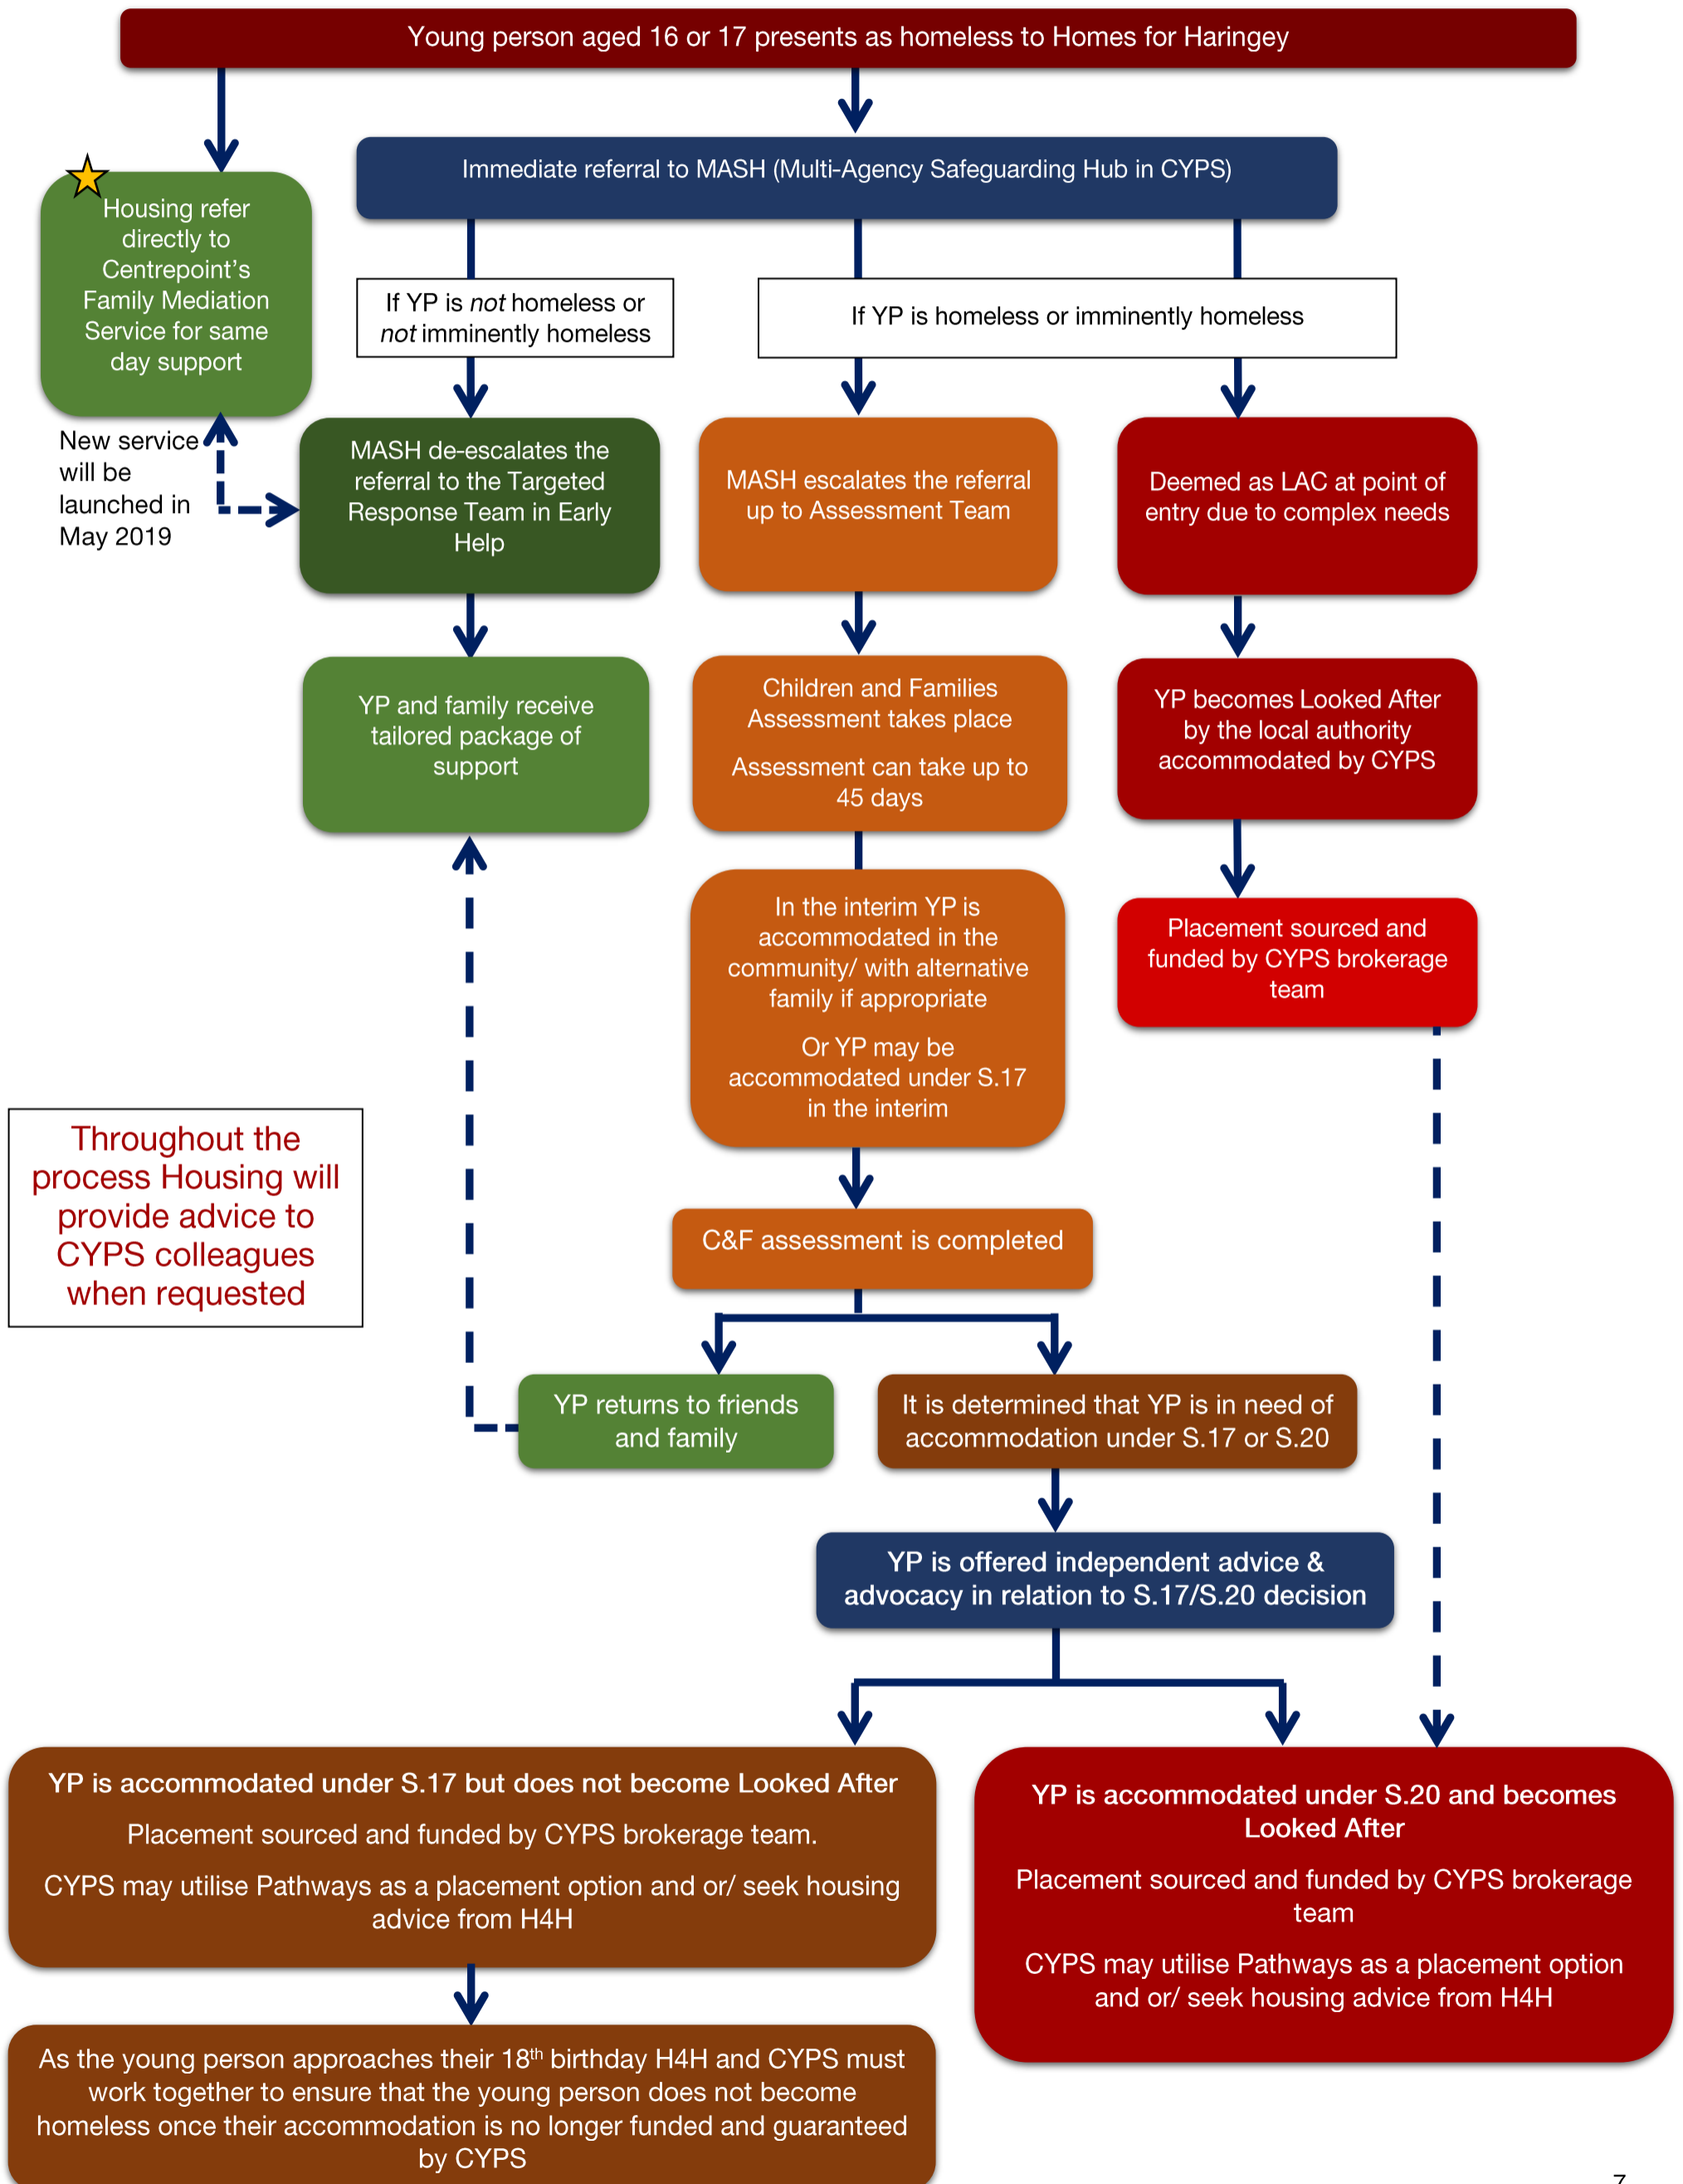 Young person aged 16 or 17 presents as homeless to Homes for Haringey
Immediate referral to MASH (Multi-Agency Safeguarding Hub in CYPS)
Housing refer
directly to
Centrepoint’s
Family Mediation
Service for same
day support
If YP is not homeless or
not imminently homeless
If YP is homeless or imminently homeless
New service
will be
launched in
May 2019
MASH de-escalates the
referral to the Targeted
Response Team in Early
Help
MASH escalates the referral
up to Assessment Team
Deemed as LAC at point of
entry due to complex needs
YP and family receive
tailored package of
support
Children and Families
Assessment takes place
Assessment can take up to
45 days
YP becomes Looked After
by the local authority
accommodated by CYPS
In the interim YP is
accommodated in the
community/ with alternative
family if appropriate
Or YP may be
accommodated under S.17
in the interim
Placement sourced and
funded by CYPS brokerage
team
Throughout the
process Housing will
provide advice to
CYPS colleagues
when requested
C&F assessment is completed
YP returns to friends
and family
It is determined that YP is in need of
accommodation under S.17 or S.20
YP is offered independent advice &
advocacy in relation to S.17/S.20 decision
YP is accommodated under S.17 but does not become Looked After
Placement sourced and funded by CYPS brokerage team.
CYPS may utilise Pathways as a placement option and or/ seek housing
advice from H4H
YP is accommodated under S.20 and becomes
Looked After
Placement sourced and funded by CYPS brokerage
team
CYPS may utilise Pathways as a placement option
and or/ seek housing advice from H4H
As the young person approaches their 18th birthday H4H and CYPS must
work together to ensure that the young person does not become
homeless once their accommodation is no longer funded and guaranteed
by CYPS
7